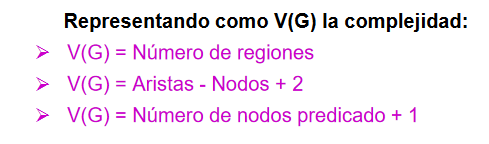 Representando como V(G) la complejidad:
➢ V(G) = Número de regiones
➢ V(G) = Aristas - Nodos + 2
➢ V(G) = Número de nodos predicado + 1